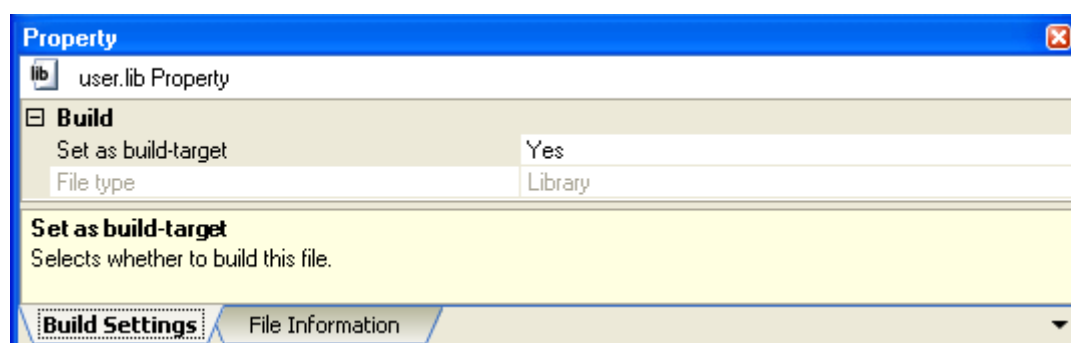 Property
lib user.lib Property
Build
Set as build-target Yes
File type Library
Set as build-target
Selects whether to build this file.
Build Settings File Information